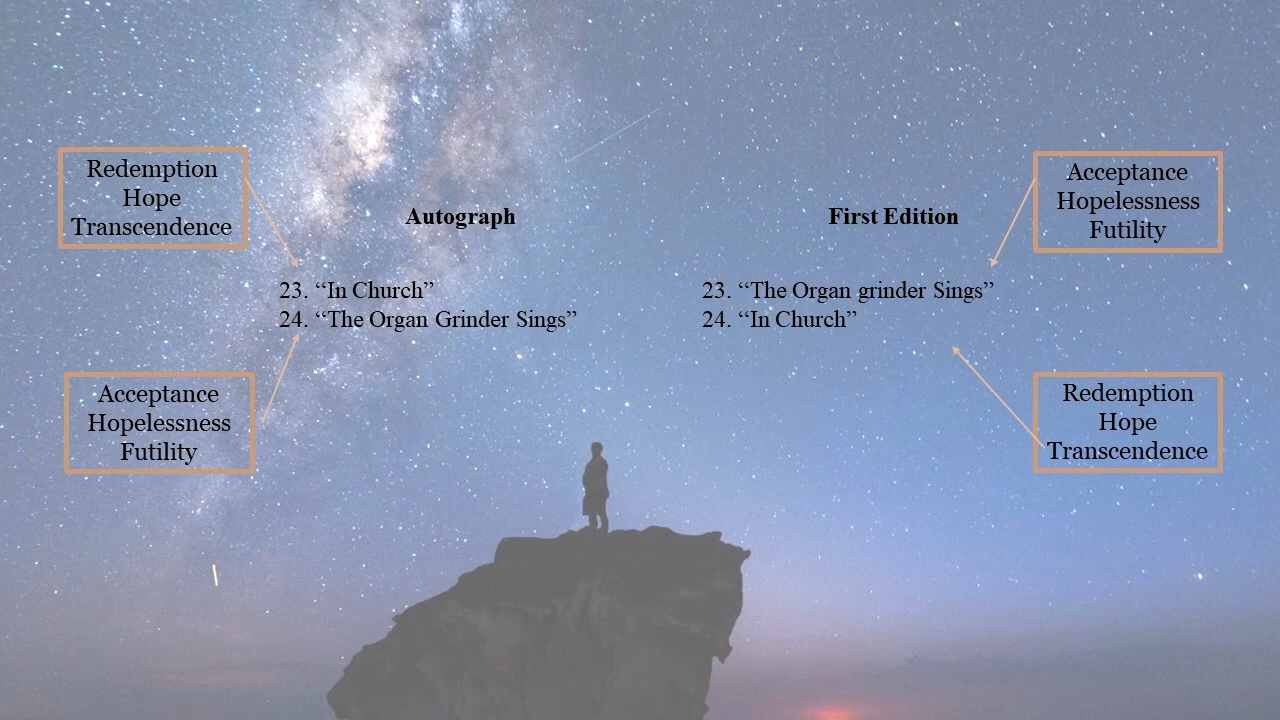 Redemption
Hope
Transcendence
Autograph
23. “In Church”
24. “The Organ Grinder Sings”
Acceptance
Hopelessness
Futility
First Edition
23. “The Organ grinder Sings”
24. “In Church”
Acceptance
Hopelessness
Futility
Redemption
Hope
Transcendence